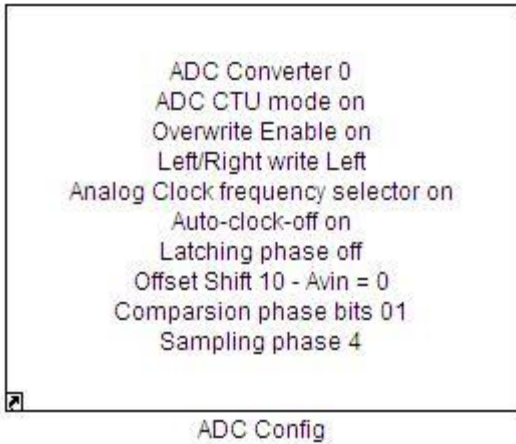 ADC Converter 0
ADC CTU mode on
Overwrite Enable on
Left/Right write Left
Analog Clock frequency selector on
Auto-clock-off on
Latching phase off
Offset Shift 10 - Avin = 0
Comparsion phase bits 01
Sampling phase 4
ADC Config